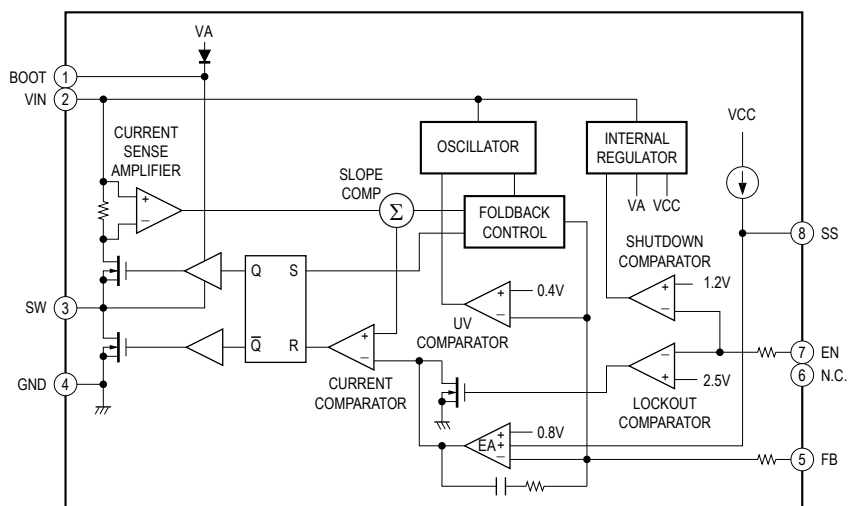 VA
BOOT 1
VIN 2
VCC
CURRENT
SENSE
AMPLIFIER
OSCILLATOR
INTERNAL
REGULATOR
SLOPE
COMP
+
−
Σ
VA VCC
FOLDBACK
CONTROL
8 SS
SHUTDOWN
COMPARATOR
Q S
+ 0.4V
−
+ 1.2V
−
SW 3
UV
COMPARATOR
Q̅ R
+
−
− 7 EN
+ 2.5V
6 N.C.
GND 4
CURRENT
COMPARATOR
LOCKOUT
COMPARATOR
EA
+ 0.8V
+
−
5 FB